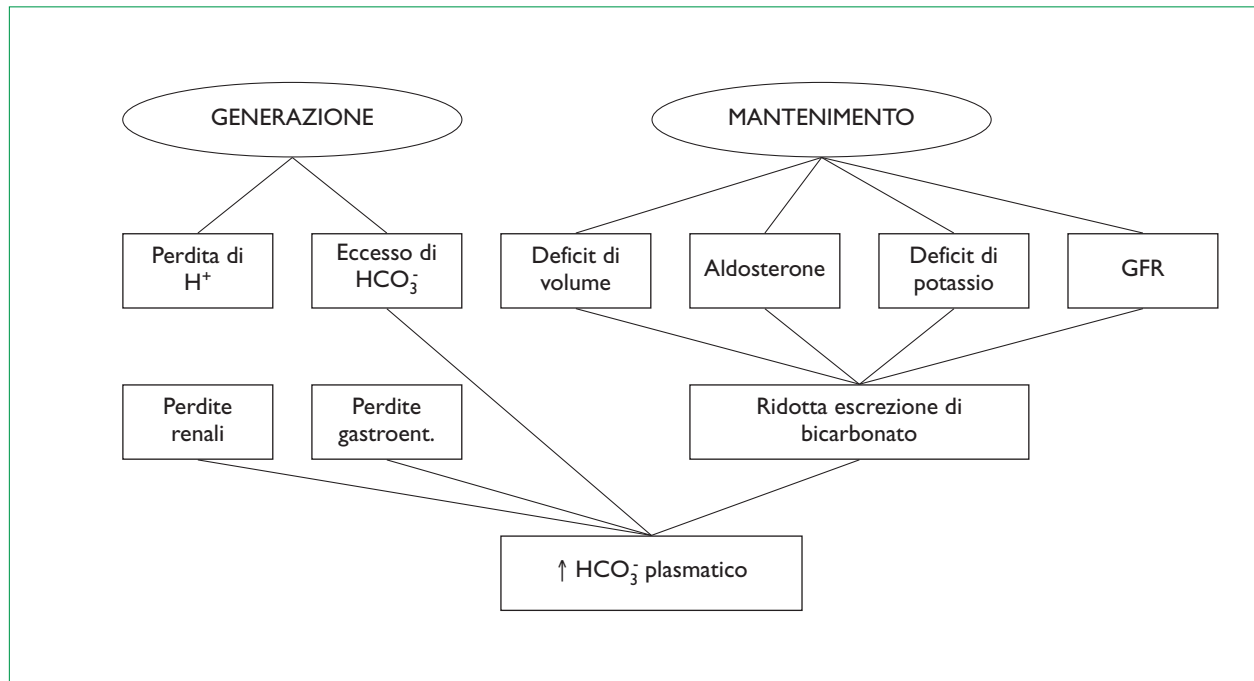 GENERAZIONE
MANTENIMENTO
Perdita di
H⁺
Eccesso di
HCO₃⁻
Deficit di
volume
Aldosterone
Deficit di
potassio
GFR
Perdite
renali
Perdite
gastroent.
Ridotta escrezione di
bicarbonato
↑ HCO₃⁻ plasmatico